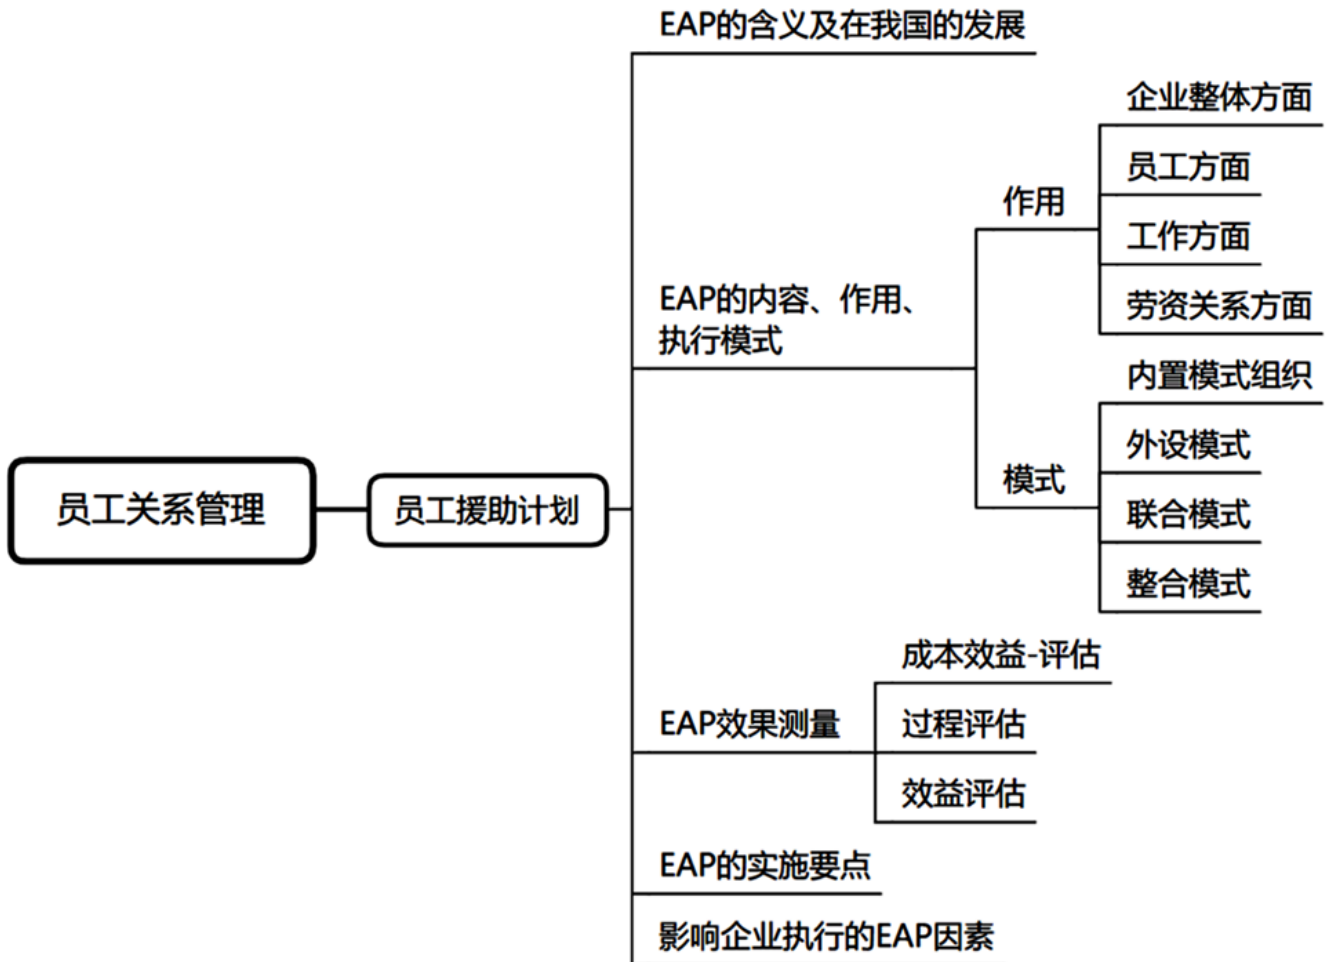 EAP的含义及在我国的发展
企业整体方面
员工方面
作用
工作方面
EAP的内容、作用、
执行模式
劳资关系方面
内置模式组织
外设模式
模式
联合模式
整合模式
员工关系管理
员工援助计划
成本效益-评估
EAP效果测量
过程评估
效益评估
EAP的实施要点
影响企业执行的EAP因素